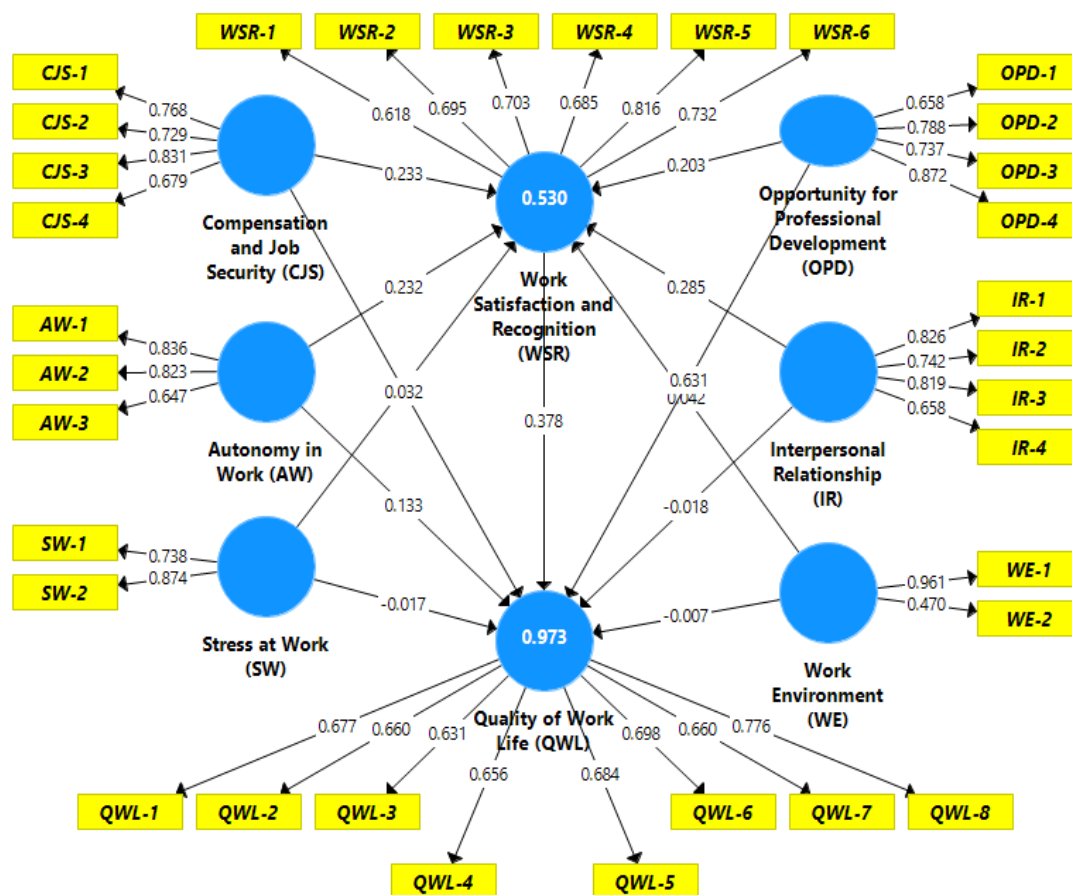 WSR-1
WSR-2
WSR-3
WSR-4
WSR-5
WSR-6
CJS-1
CJS-2
CJS-3
CJS-4
0.768
0.729
0.831
0.679
0.618
0.695
0.703
0.685
0.816
0.732
OPD-1
OPD-2
OPD-3
OPD-4
0.658
0.788
0.737
0.872
0.233
0.530
0.203
Compensation
and Job
Security (CJS)
Work
Satisfaction and
Recognition
(WSR)
Opportunity for
Professional
Development
(OPD)
0.232
0.285
AW-1
AW-2
AW-3
0.836
0.823
0.647
IR-1
IR-2
IR-3
IR-4
0.826
0.742
0.819
0.658
0.032
0.378
0.631
0.042
Autonomy in
Work (AW)
Interpersonal
Relationship
(IR)
0.133
-0.018
SW-1
SW-2
0.738
0.874
WE-1
WE-2
0.961
0.470
-0.017
0.973
-0.007
Stress at Work
(SW)
Quality of Work
Life (QWL)
Work
Environment
(WE)
0.677
0.660
0.631
0.656
0.684
0.698
0.660
0.776
QWL-1
QWL-2
QWL-3
QWL-6
QWL-7
QWL-8
QWL-4
QWL-5